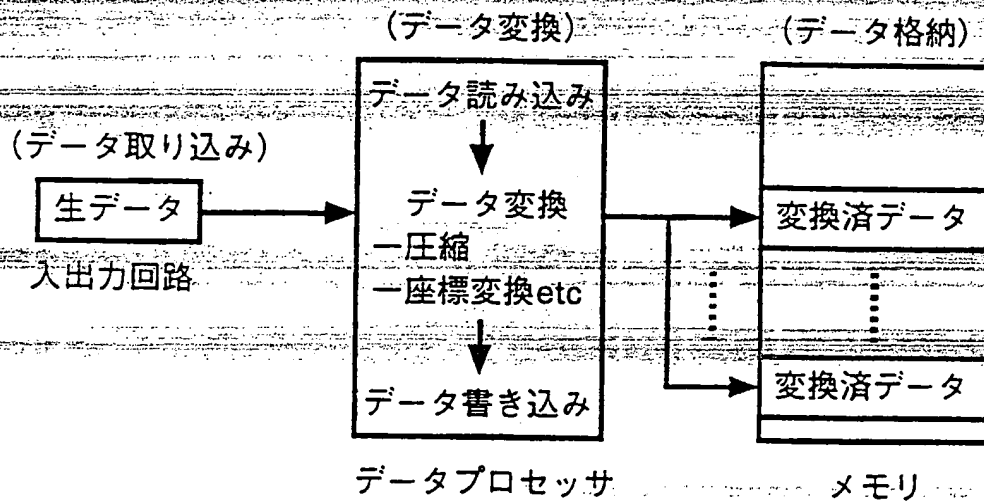 (データ変換)
(データ格納)
データ読み込み
(データ取り込み)
生データ
データ変換
変換済データ
ー圧縮
入出力回路
ー座標変換etc
変換済データ
データ書き込み
データプロセッサ
メモリ